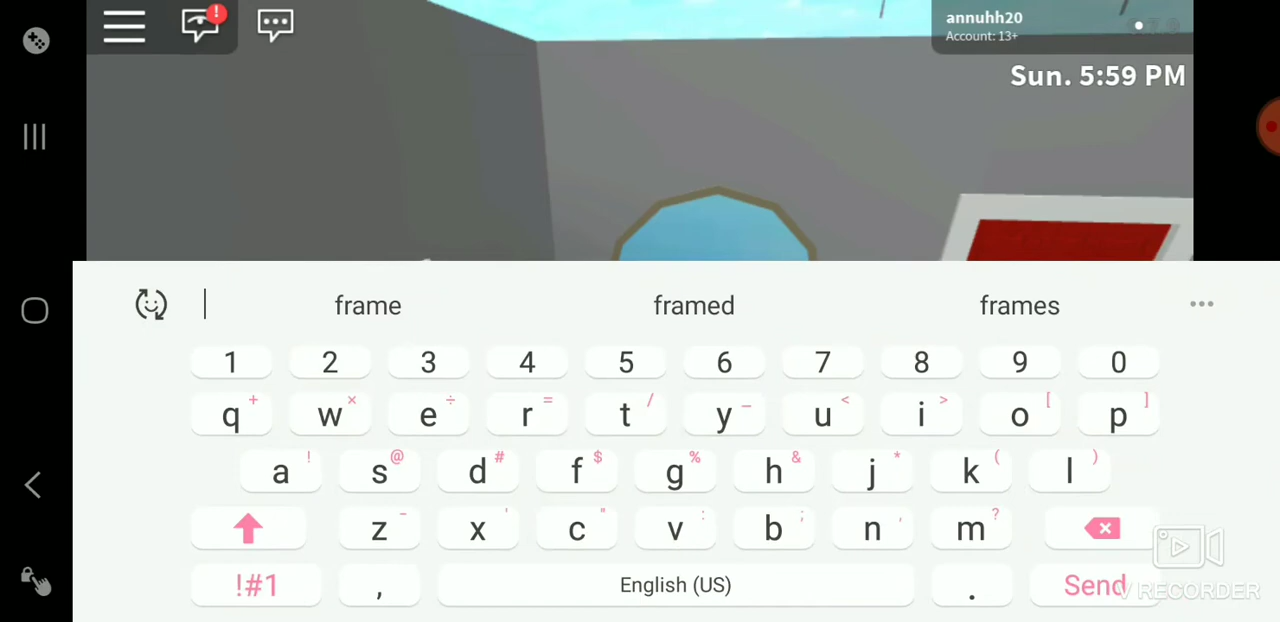 annuhh20
Account: 13+
Sun. 5:59 PM
frame framed frames
1 2 3 4 5 6 7 8 9 0
q + w × e ÷ r = t / y _ u < i > o [ p ]
a ! s @ d # f $ g % h & j * k ( l )
z - x ' c " v : b ; n , m ?
!#1 , English (US) . Send
V RECORDER